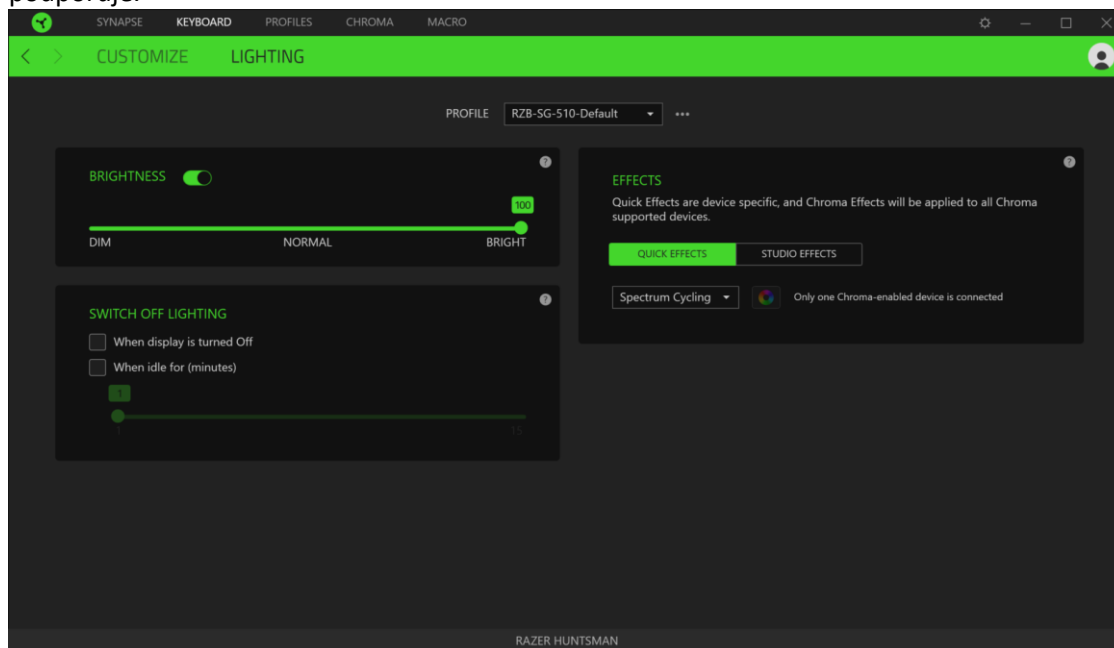 SYNAPSE KEYBOARD PROFILES CHROMA MACRO
CUSTOMIZE LIGHTING
PROFILE RZB-SG-510-Default
BRIGHTNESS
100
DIM NORMAL BRIGHT
SWITCH OFF LIGHTING
When display is turned Off
When idle for (minutes)
1
1 15
EFFECTS
Quick Effects are device specific, and Chroma Effects will be applied to all Chroma
supported devices.
QUICK EFFECTS STUDIO EFFECTS
Spectrum Cycling Only one Chroma-enabled device is connected
RAZER HUNTSMAN